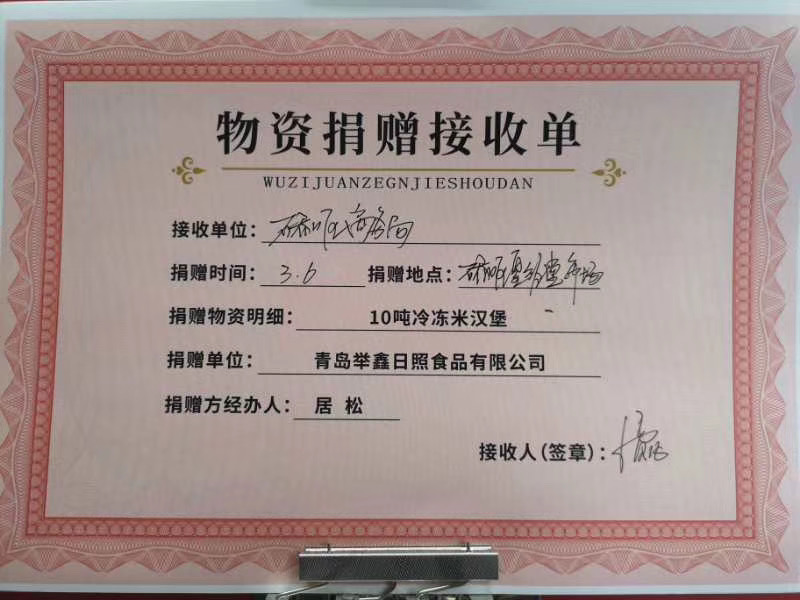 物资捐赠接收单
WUZIJUANZEGNJIESHOUDAN
接收单位：
捐赠时间：3.6 捐赠地点：
捐赠物资明细：10吨冷冻米汉堡
捐赠单位：青岛举鑫日照食品有限公司
捐赠方经办人：居 松
接收人（签章）：